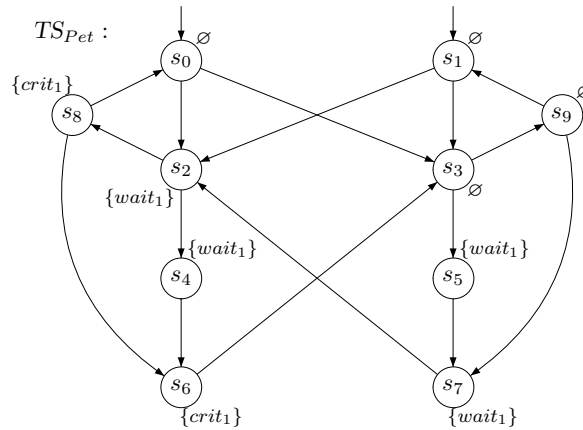 TS_Pet :
s_0 ∅
s_1 ∅
{crit_1}
s_8
s_9 ∅
s_2
{wait_1}
s_3
∅
s_4 {wait_1}
s_5 {wait_1}
s_6
{crit_1}
s_7
{wait_1}